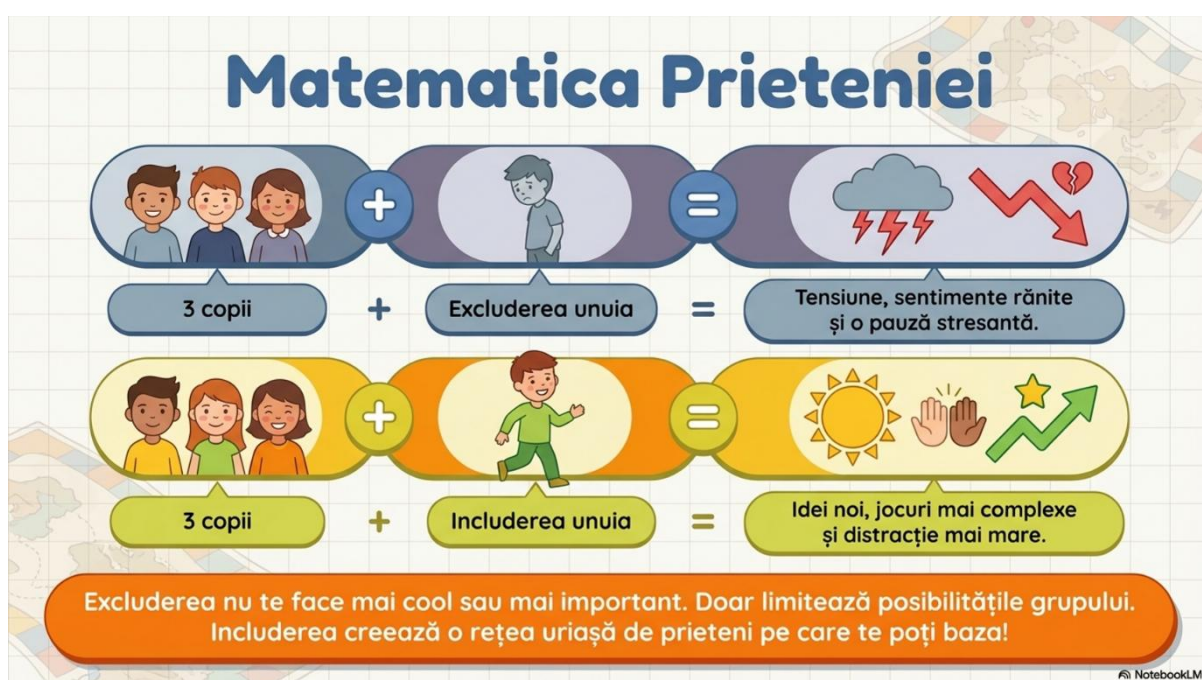 Matematica Prieteniei
3 copii + Excluderea unuia = Tensiune, sentimente rănite
și o pauză stresantă.
3 copii + Includerea unuia = Idei noi, jocuri mai complexe
și distracție mai mare.
Excluderea nu te face mai cool sau mai important. Doar limitează posibilitățile grupului.
Includerea creează o rețea uriașă de prieteni pe care te poți baza!
NotebookLM